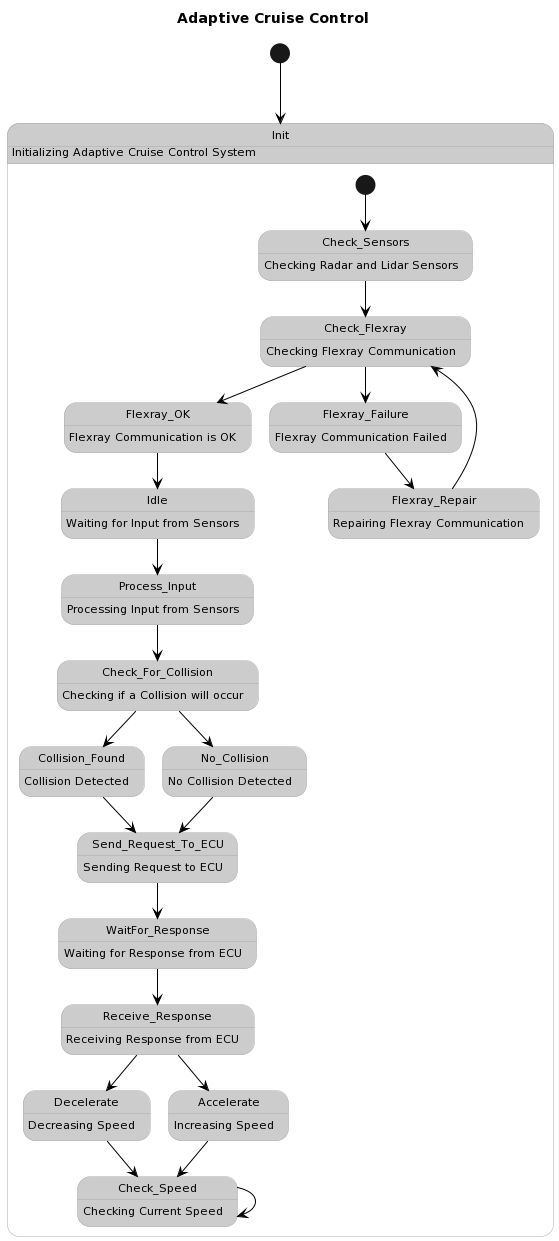 Adaptive Cruise Control
Init
Initializing Adaptive Cruise Control System
Check_Sensors
Checking Radar and Lidar Sensors
Check_Flexray
Checking Flexray Communication
Flexray_OK
Flexray Communication is OK
Flexray_Failure
Flexray Communication Failed
Idle
Waiting for Input from Sensors
Flexray_Repair
Repairing Flexray Communication
Process_Input
Processing Input from Sensors
Check_For_Collision
Checking if a Collision will occur
Collision_Found
Collision Detected
No_Collision
No Collision Detected
Send_Request_To_ECU
Sending Request to ECU
WaitFor_Response
Waiting for Response from ECU
Receive_Response
Receiving Response from ECU
Decelerate
Decreasing Speed
Accelerate
Increasing Speed
Check_Speed
Checking Current Speed